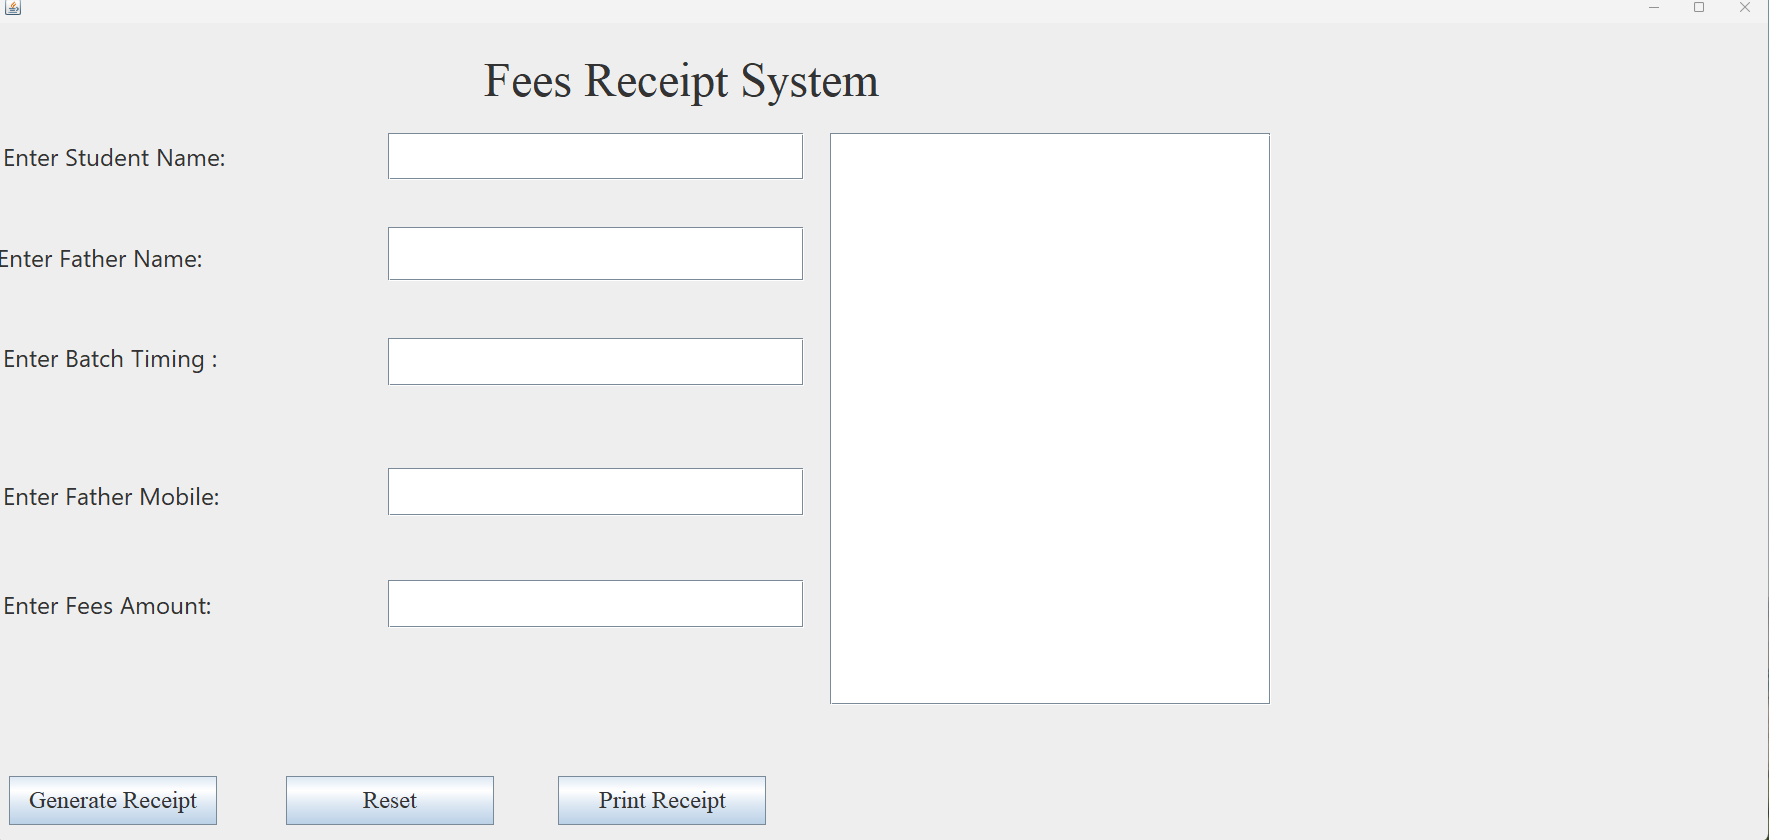 Fees Receipt System
Enter Student Name:
Enter Father Name:
Enter Batch Timing :
Enter Father Mobile:
Enter Fees Amount:
Generate Receipt
Reset
Print Receipt